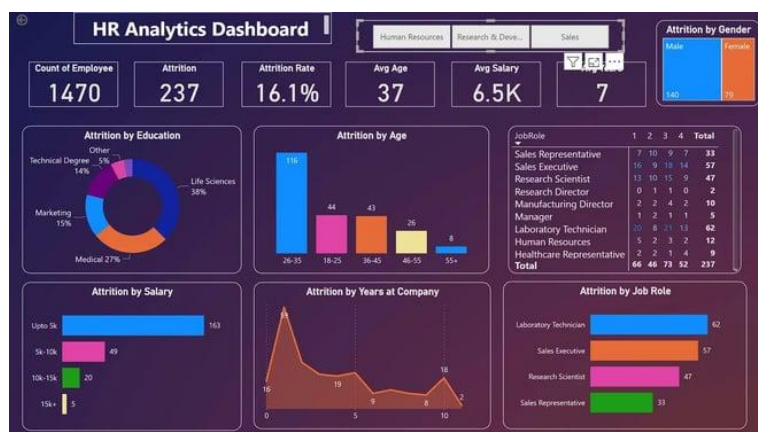 HR Analytics Dashboard
Human Resources
Research & Deve...
Sales
Attrition by Gender
Male
Female
140
79
Count of Employee
1470
Attrition
237
Attrition Rate
16.1%
Avg Age
37
Avg Salary
6.5K
7
Attrition by Education
Other
5%
Technical Degree
14%
Life Sciences
38%
Marketing
15%
Medical 27%
Attrition by Age
116
44
43
26
8
26-35 18-25 36-45 46-55 55+
JobRole 1 2 3 4 Total
Sales Representative 7 10 9 7 33
Sales Executive 16 9 18 14 57
Research Scientist 13 10 15 9 47
Research Director 0 1 1 0 2
Manufacturing Director 2 2 4 2 10
Manager 1 2 1 1 5
Laboratory Technician 20 8 21 13 62
Human Resources 5 2 3 2 12
Healthcare Representative 2 2 1 4 9
Total 66 46 73 52 237
Attrition by Salary
Upto 5k 163
5k-10k 49
10k-15k 20
15k+ 5
Attrition by Years at Company
59
16
19
9
8
18
2
0 5 10
Attrition by Job Role
Laboratory Technician 62
Sales Executive 57
Research Scientist 47
Sales Representative 33